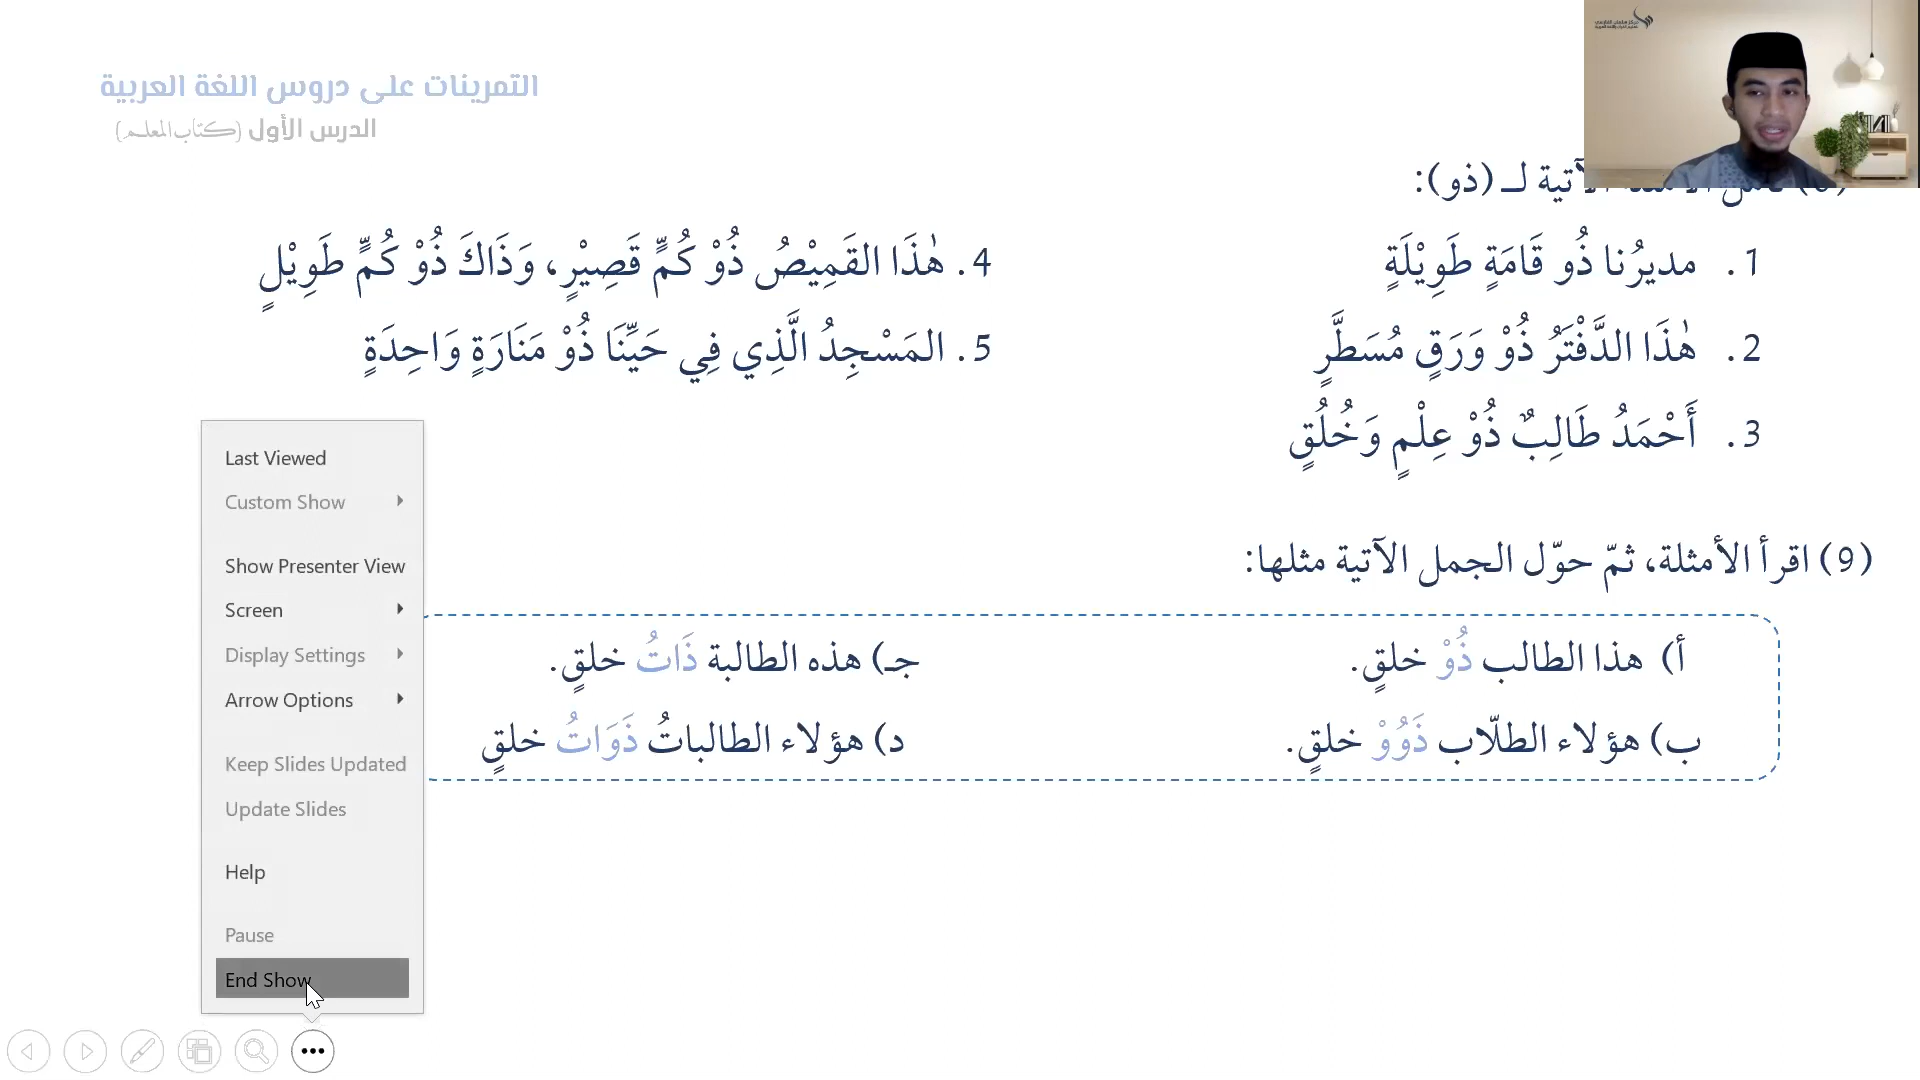 التمرينات على دروس اللغة العربية
الدرس الأول (كتاب المعلم)
الآتية لـ (ذو):
1. مديرُنا ذُو قَامَةٍ طَوِيْلَةٍ
2. هٰذَا الدَّفْتَرُ ذُوْ وَرَقٍ مُسَطَّرٍ
3. أَحْمَدُ طَالِبٌ ذُوْ عِلْمٍ وَخُلُقٍ
4. هٰذَا القَمِيْصُ ذُوْ كُمٍّ قَصِيْرٍ، وَذَاكَ ذُوْ كُمٍّ طَوِيْلٍ
5. المَسْجِدُ الَّذِي فِي حَيِّنَا ذُوْ مَنَارَةٍ وَاحِدَةٍ
(9) اقرأ الأمثلة، ثمّ حوّل الجمل الآتية مثلها:
أ) هذا الطالب ذُوْ خلقٍ.
ب) هؤلاء الطلّاب ذَوُوْ خلقٍ.
جـ) هذه الطالبة ذَاتُ خلقٍ.
د) هؤلاء الطالباتُ ذَوَاتُ خلقٍ
Last Viewed
Custom Show
Show Presenter View
Screen
Display Settings
Arrow Options
Keep Slides Updated
Update Slides
Help
Pause
End Show